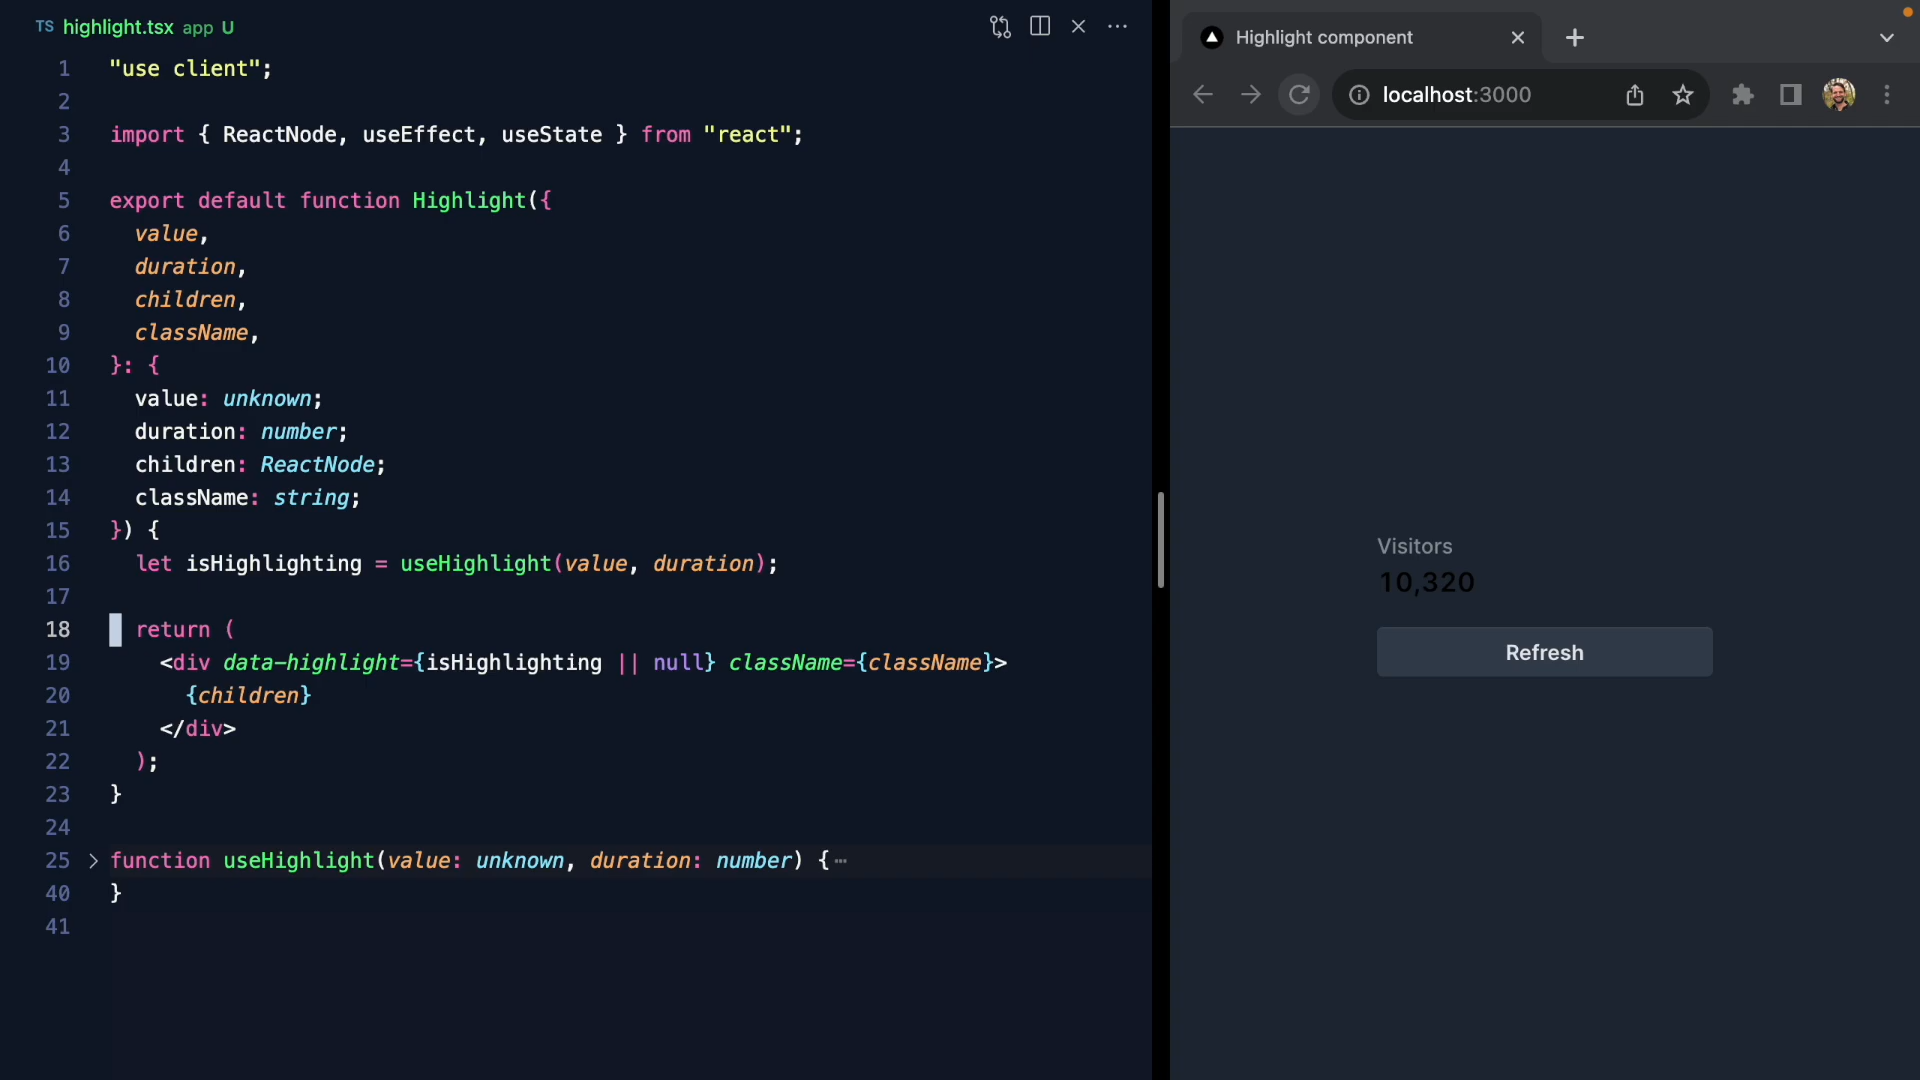 TS highlight.tsx app U
1 "use client";
2
3 import { ReactNode, useEffect, useState } from "react";
4
5 export default function Highlight({
6 value,
7 duration,
8 children,
9 className,
10 }: {
11 value: unknown;
12 duration: number;
13 children: ReactNode;
14 className: string;
15 }) {
16 let isHighlighting = useHighlight(value, duration);
17
18 return (
19 <div data-highlight={isHighlighting || null} className={className}>
20 {children}
21 </div>
22 );
23 }
24
25 function useHighlight(value: unknown, duration: number) {⋯
40 }
41
Highlight component
localhost:3000
Visitors
10,320
Refresh